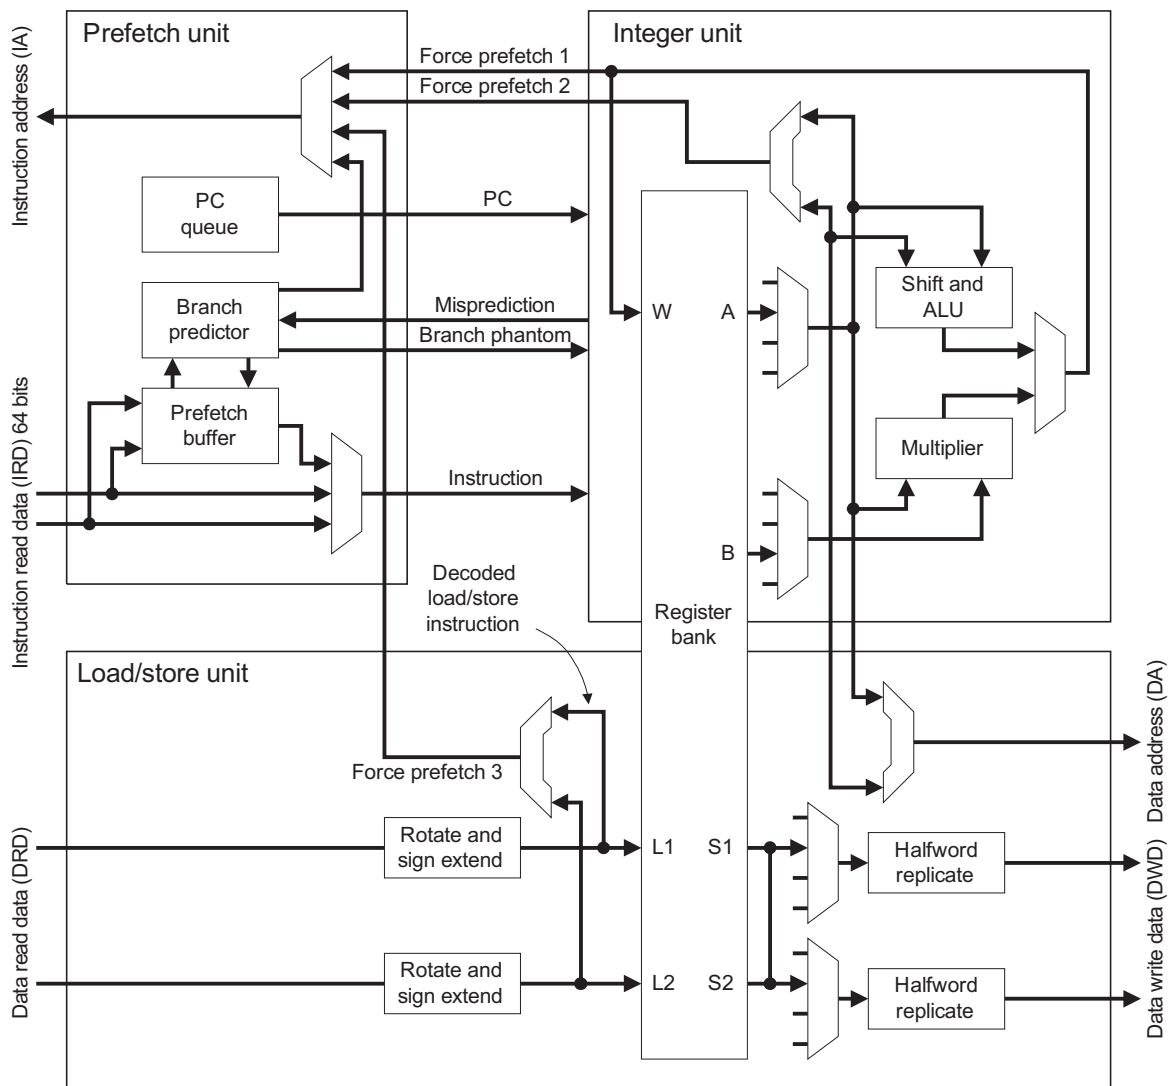 Prefetch unit
Integer unit
Instruction address (IA)
Force prefetch 1
Force prefetch 2
PC
queue
PC
Branch
predictor
Misprediction
Branch phantom
W
A
Shift and
ALU
Instruction read data (IRD) 64 bits
Prefetch
buffer
Instruction
Multiplier
B
Decoded
load/store
instruction
Register
bank
Load/store unit
Force prefetch 3
Data address (DA)
Data read data (DRD)
Rotate and
sign extend
L1
S1
Halfword
replicate
Rotate and
sign extend
L2
S2
Halfword
replicate
Data write data (DWD)